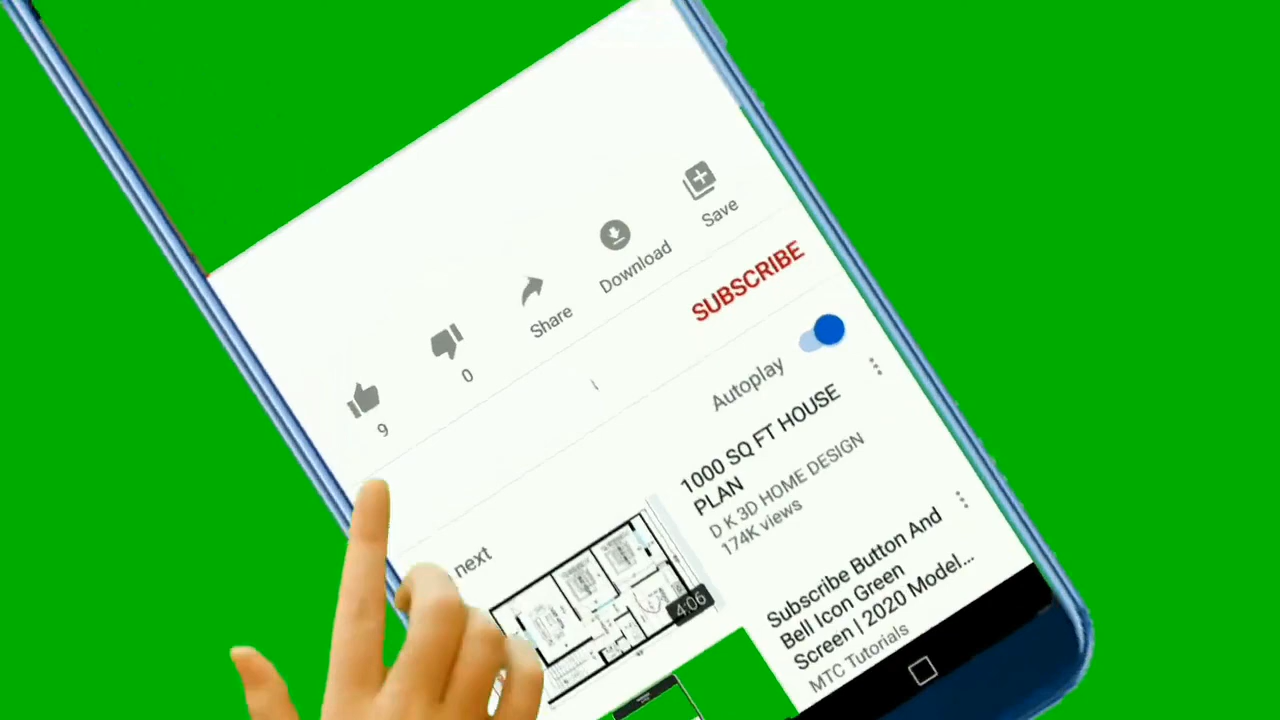 9
0
Share
Download
Save
SUBSCRIBE
Autoplay
next
1000 SQ FT HOUSE
PLAN
D K 3D HOME DESIGN
174K views
4:06
Subscribe Button And
Bell Icon Green
Screen | 2020 Model...
MTC Tutorials